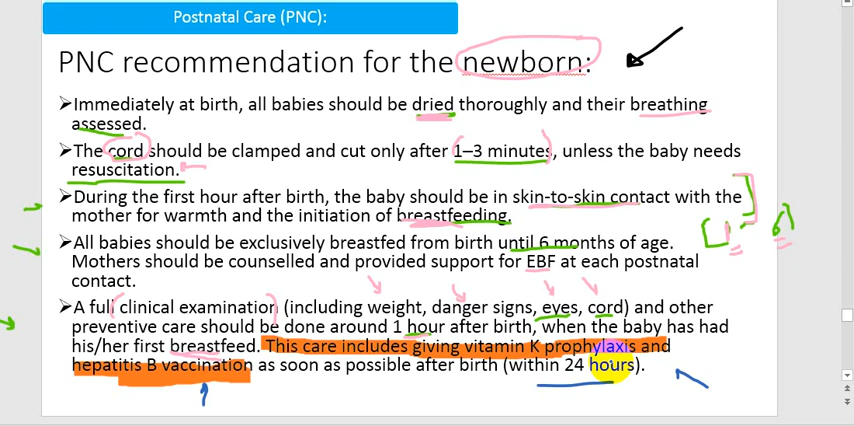 Postnatal Care (PNC):
PNC recommendation for the newborn:
➢Immediately at birth, all babies should be dried thoroughly and their breathing
assessed.
➢The cord should be clamped and cut only after 1–3 minutes, unless the baby needs
resuscitation.
➢During the first hour after birth, the baby should be in skin-to-skin contact with the
mother for warmth and the initiation of breastfeeding.
➢All babies should be exclusively breastfed from birth until 6 months of age.
Mothers should be counselled and provided support for EBF at each postnatal
contact.
➢A full clinical examination (including weight, danger signs, eyes, cord) and other
preventive care should be done around 1 hour after birth, when the baby has had
his/her first breastfeed. This care includes giving vitamin K prophylaxis and
hepatitis B vaccination as soon as possible after birth (within 24 hours).